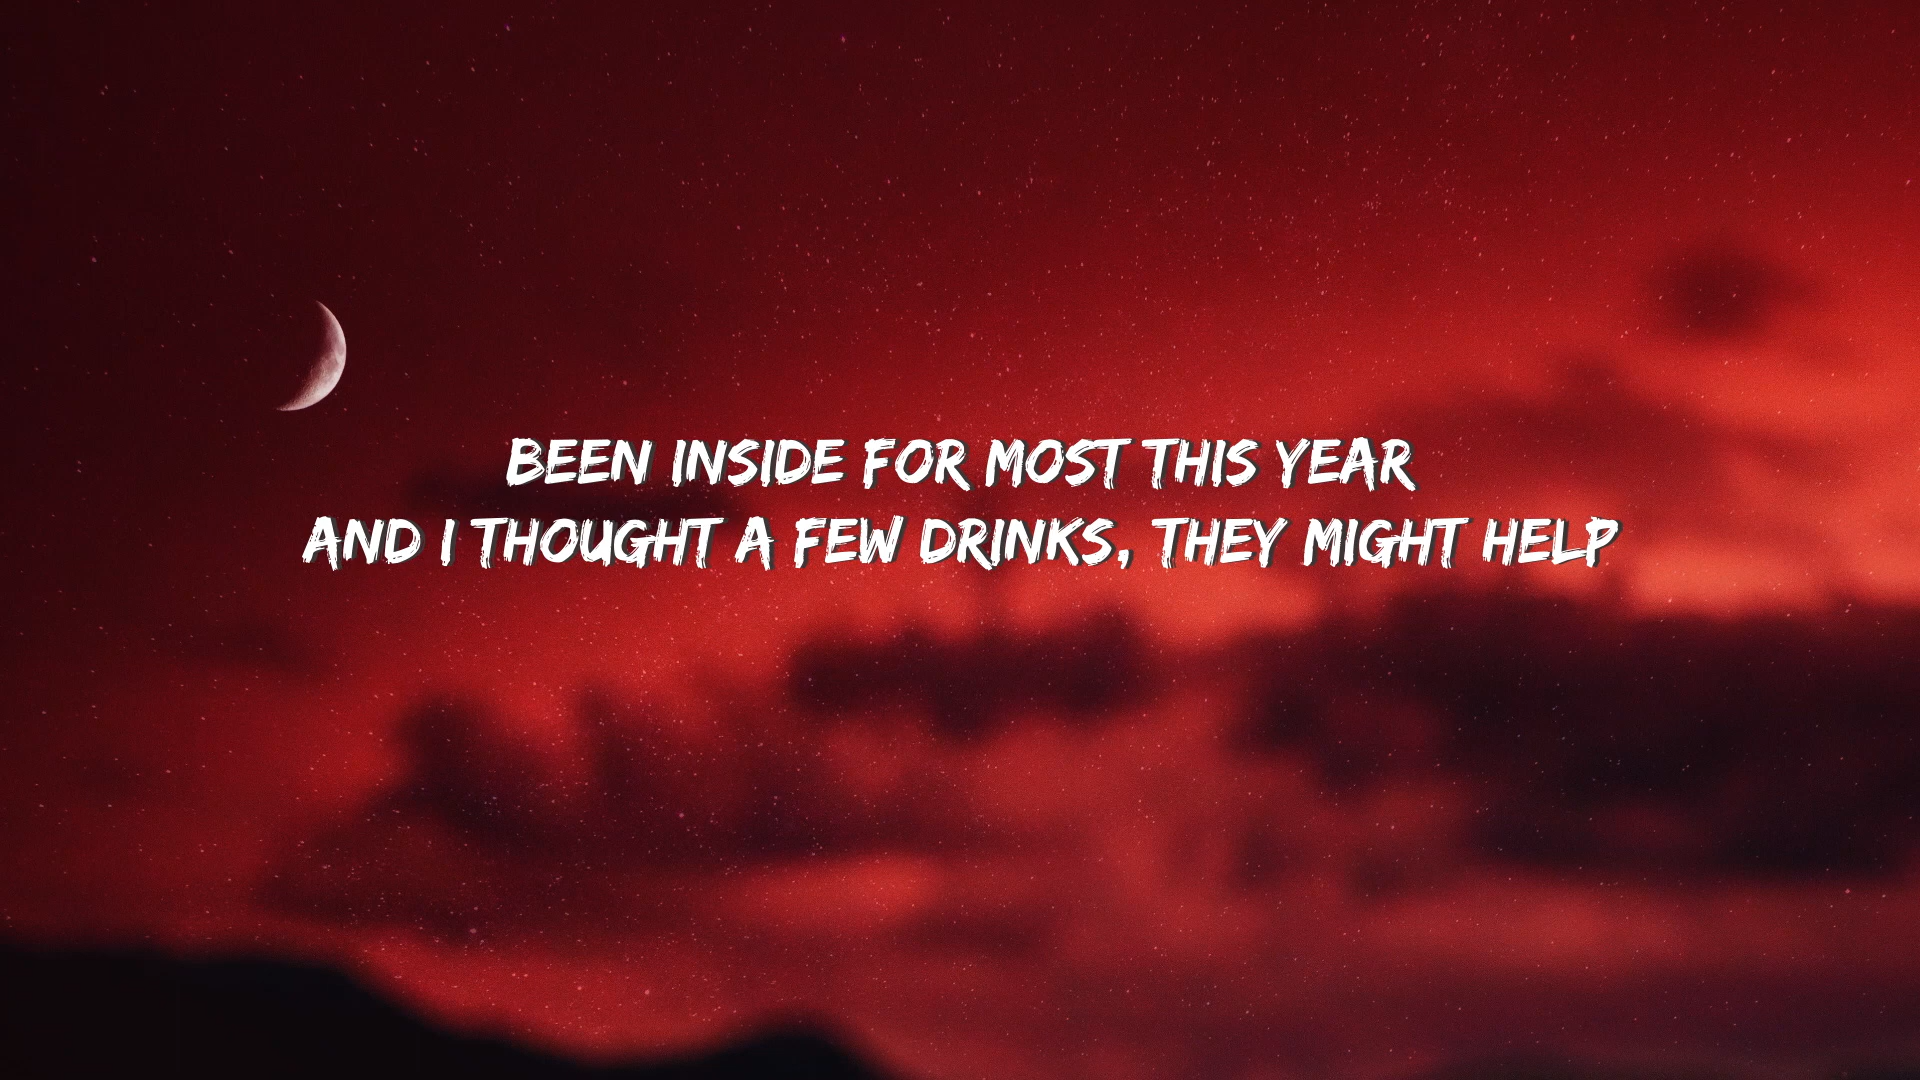 BEEN INSIDE FOR MOST THIS YEAR
AND I THOUGHT A FEW DRINKS, THEY MIGHT HELP